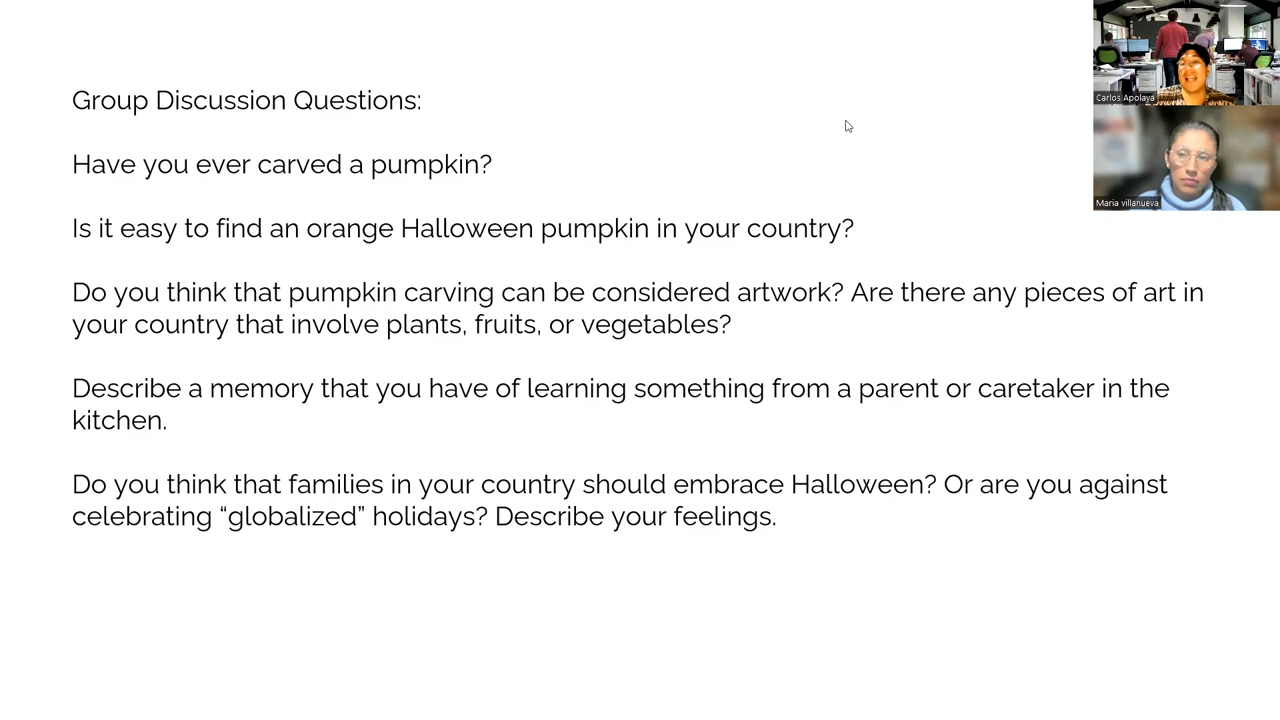 Group Discussion Questions:
Have you ever carved a pumpkin?
Is it easy to find an orange Halloween pumpkin in your country?
Do you think that pumpkin carving can be considered artwork? Are there any pieces of art in
your country that involve plants, fruits, or vegetables?
Describe a memory that you have of learning something from a parent or caretaker in the
kitchen.
Do you think that families in your country should embrace Halloween? Or are you against
celebrating “globalized” holidays? Describe your feelings.
Carlos Apolaya
Maria villanueva